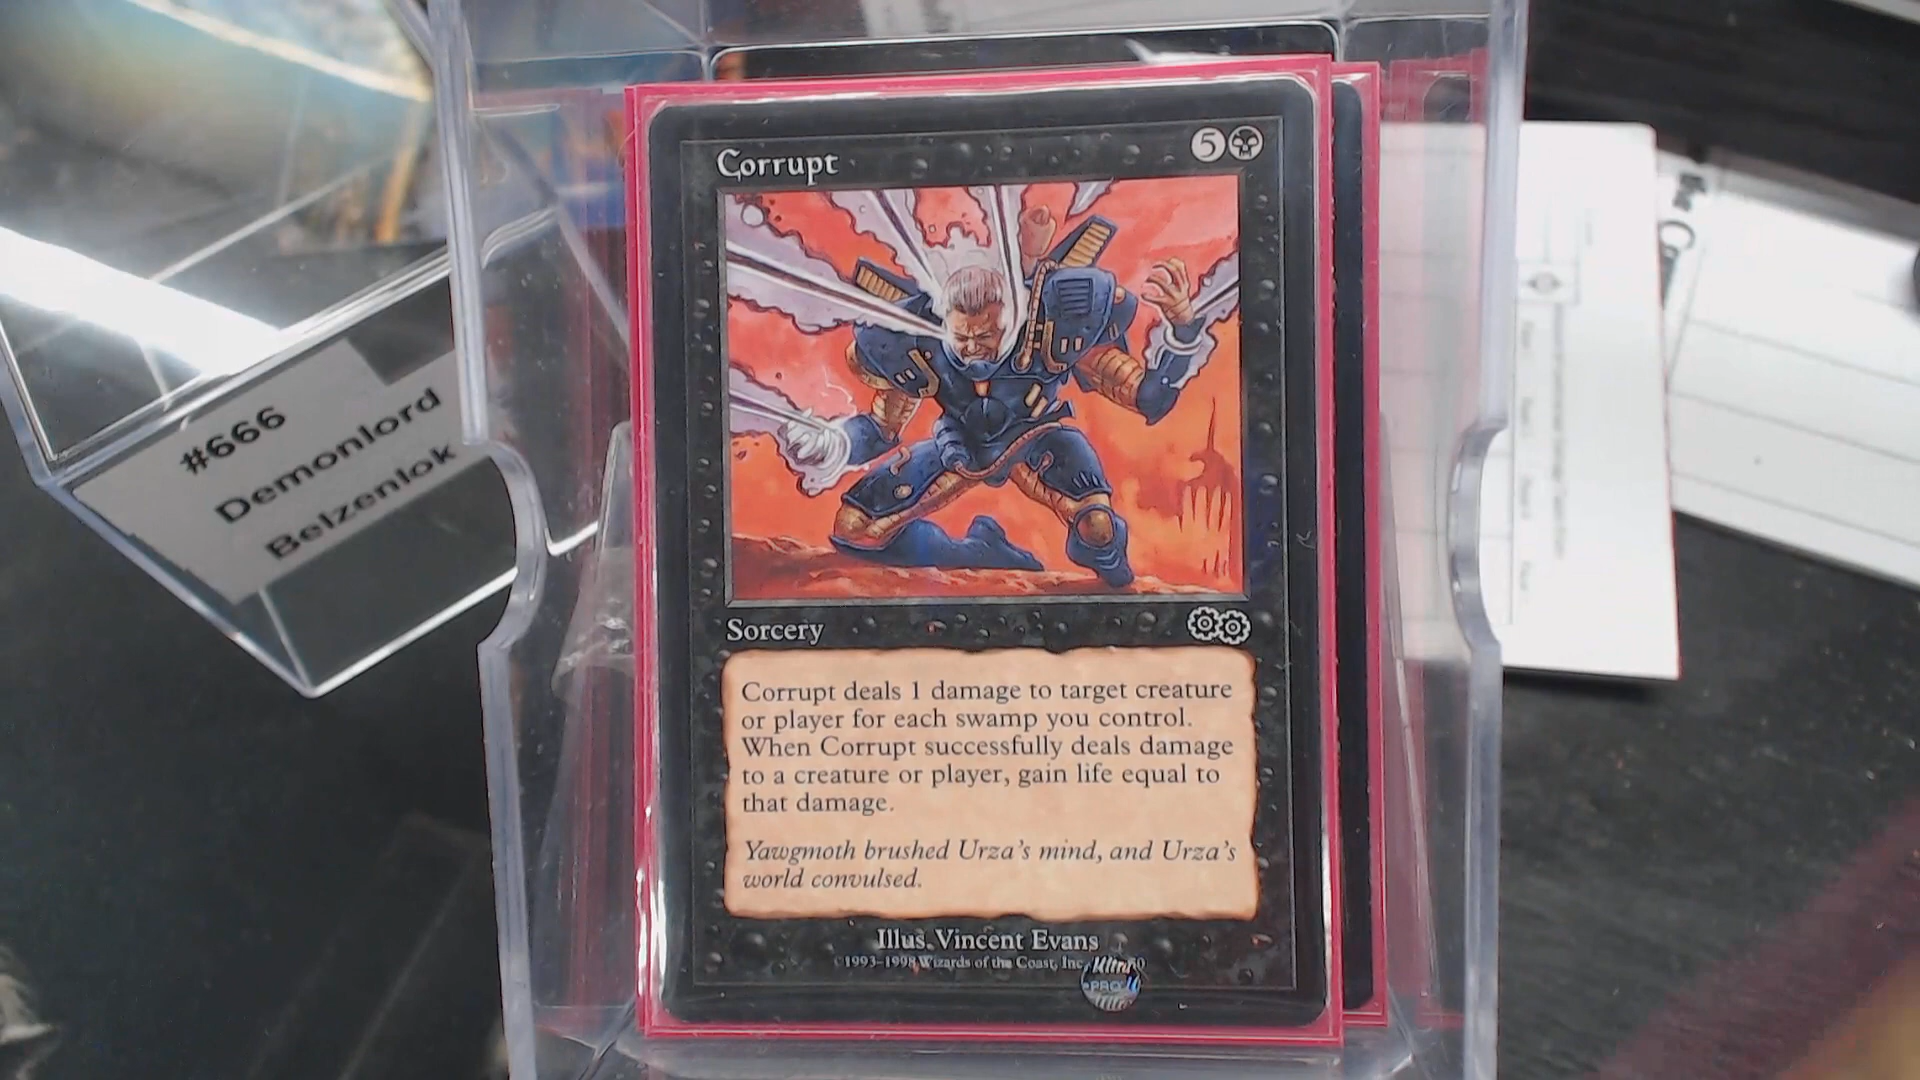 Corrupt
5
Sorcery
Corrupt deals 1 damage to target creature
or player for each swamp you control.
When Corrupt successfully deals damage
to a creature or player, gain life equal to
that damage.
Yawgmoth brushed Urza's mind, and Urza's
world convulsed.
Illus. Vincent Evans
©1993-1998 Wizards of the Coast, Inc.
Ultra
PRO
#666
Demonlord
Belzenlok